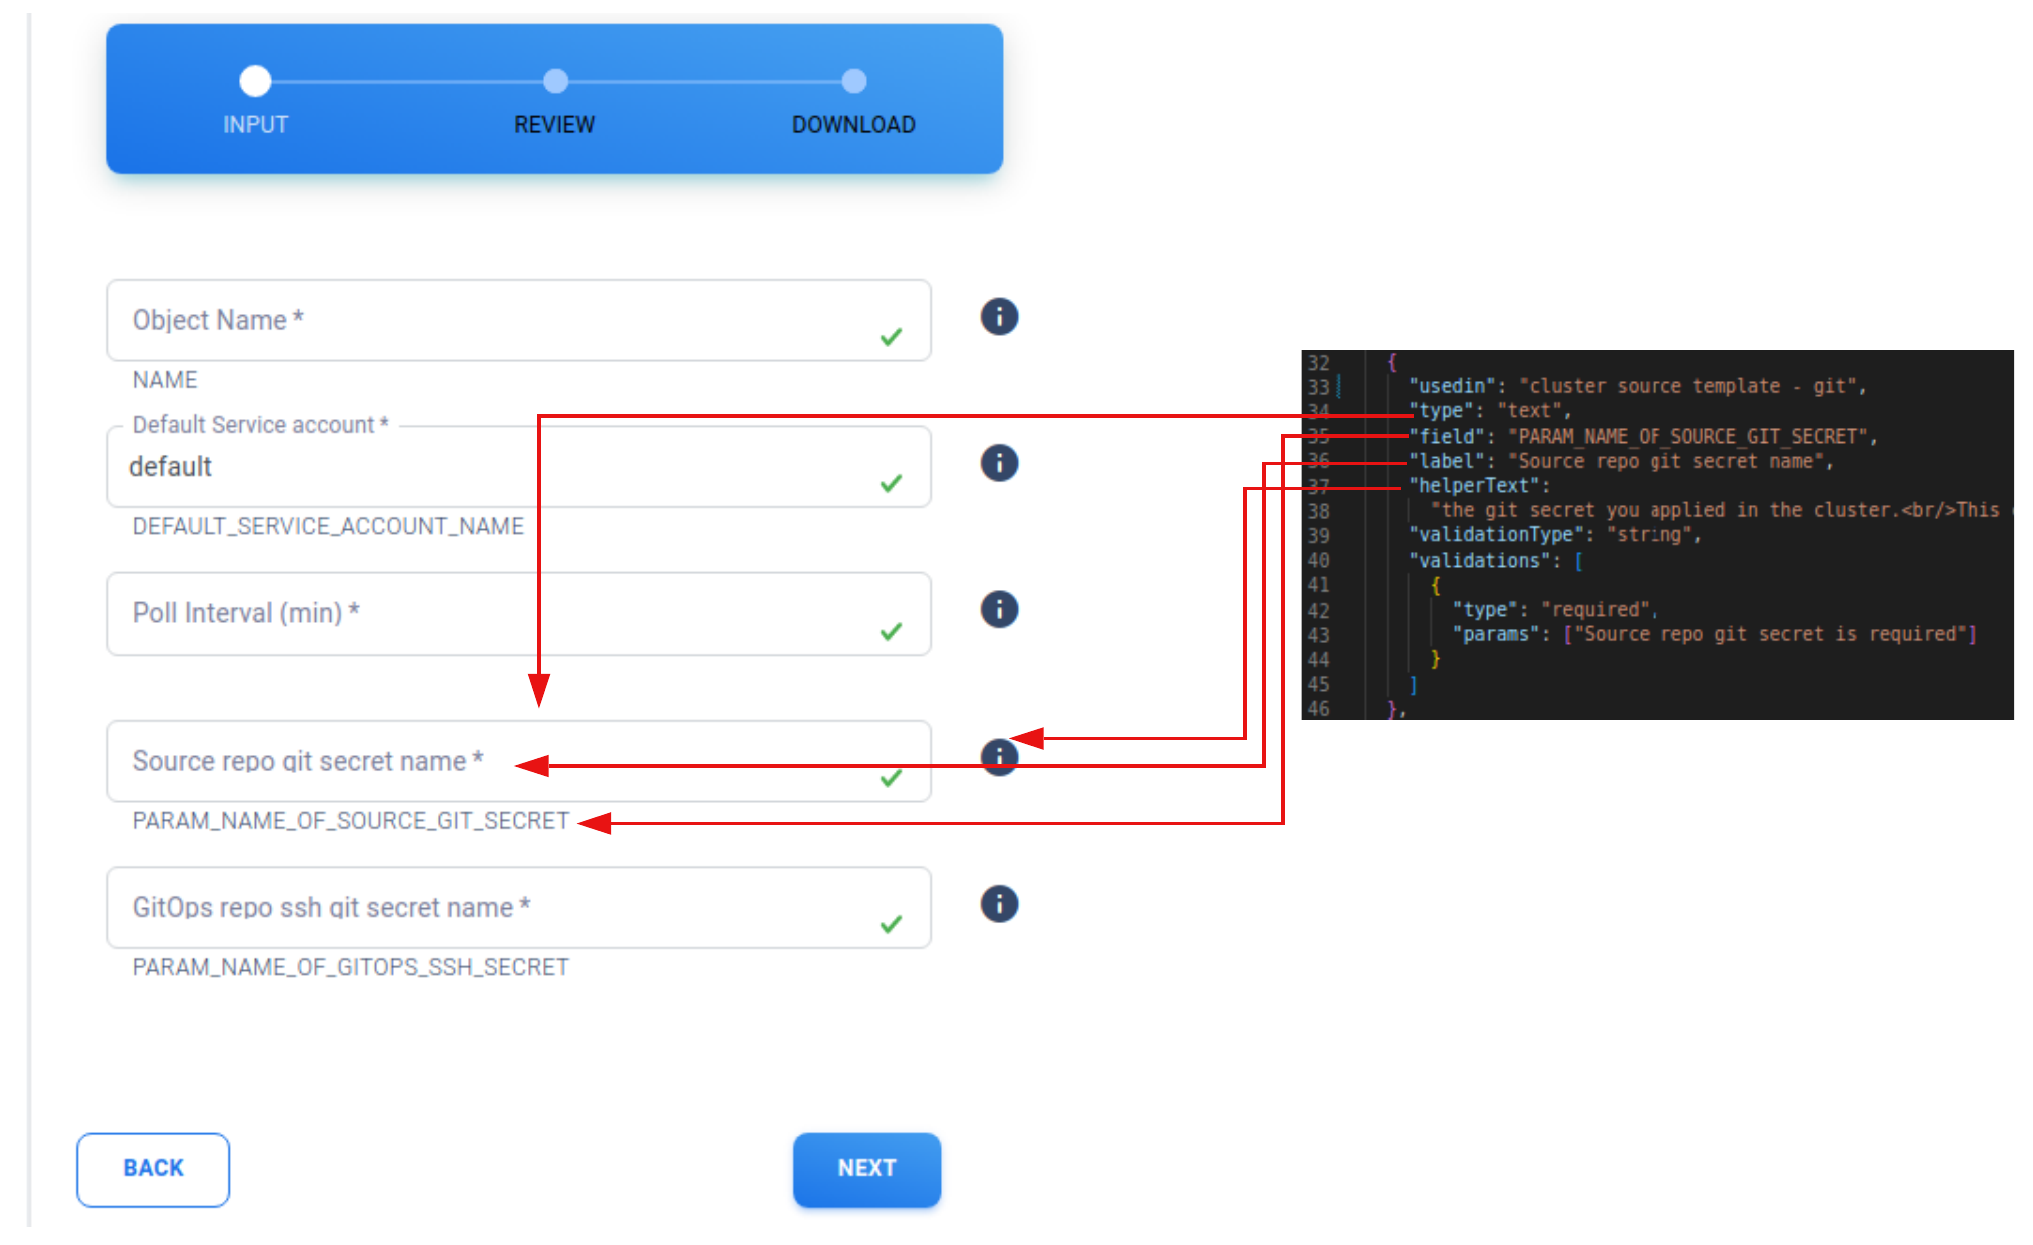 INPUT REVIEW DOWNLOAD
Object Name *
NAME
Default Service account *
default
DEFAULT_SERVICE_ACCOUNT_NAME
Poll Interval (min) *
Source repo git secret name *
PARAM_NAME_OF_SOURCE_GIT_SECRET
GitOps repo ssh git secret name *
PARAM_NAME_OF_GITOPS_SSH_SECRET
BACK NEXT
32 {
33 "usedin": "cluster source template - git",
34 "type": "text",
35 "field": "PARAM_NAME_OF_SOURCE_GIT_SECRET",
36 "label": "Source repo git secret name",
37 "helperText":
38 "the git secret you applied in the cluster.<br/>This
39 "validationType": "string",
40 "validations": [
41 {
42 "type": "required",
43 "params": ["Source repo git secret is required"]
44 }
45 ]
46 },